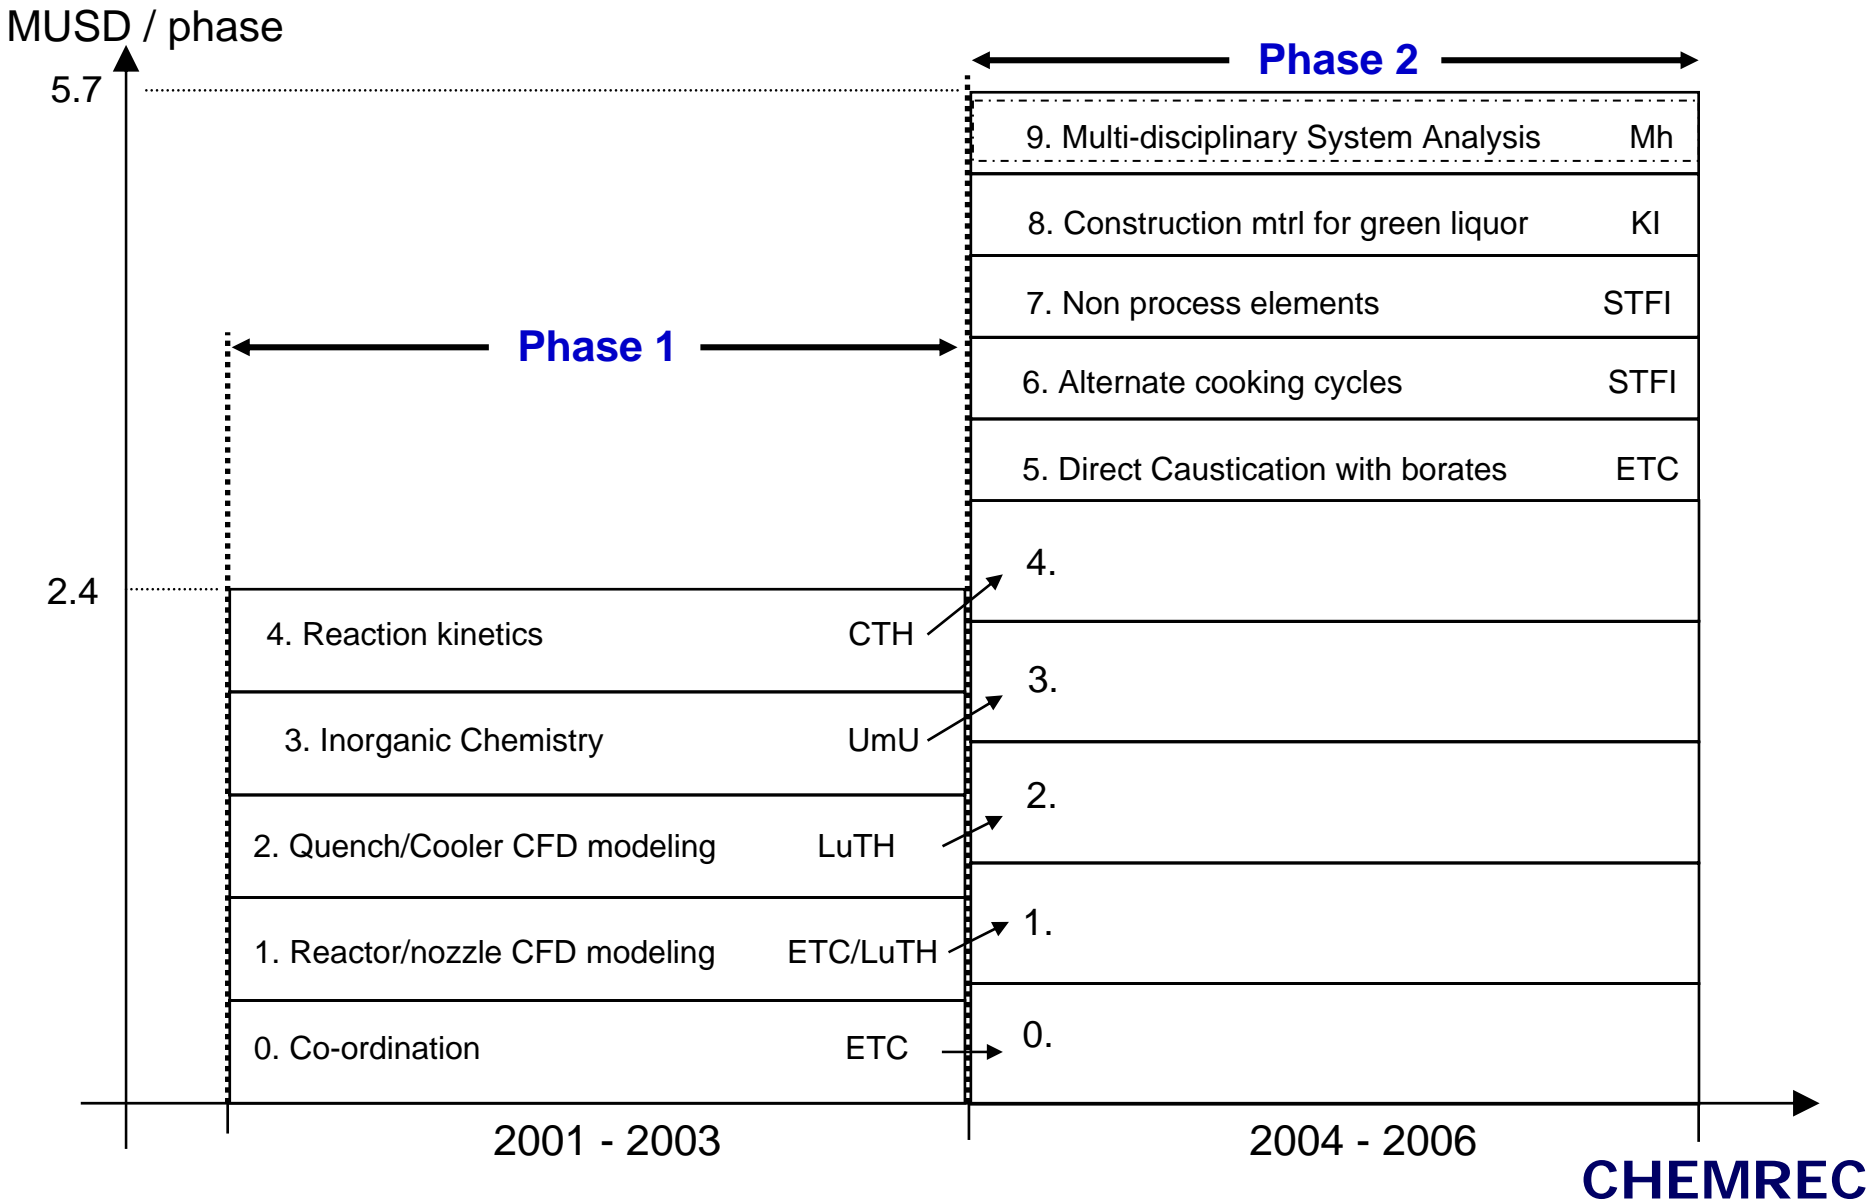 MUSD / phase
5.7
Phase 2
9. Multi-disciplinary System Analysis Mh
8. Construction mtrl for green liquor KI
7. Non process elements STFI
Phase 1
6. Alternate cooking cycles STFI
5. Direct Caustication with borates ETC
4.
2.4
4. Reaction kinetics CTH
3.
3. Inorganic Chemistry UmU
2.
2. Quench/Cooler CFD modeling LuTH
1.
1. Reactor/nozzle CFD modeling ETC/LuTH
0.
0. Co-ordination ETC
2001 - 2003
2004 - 2006
CHEMREC